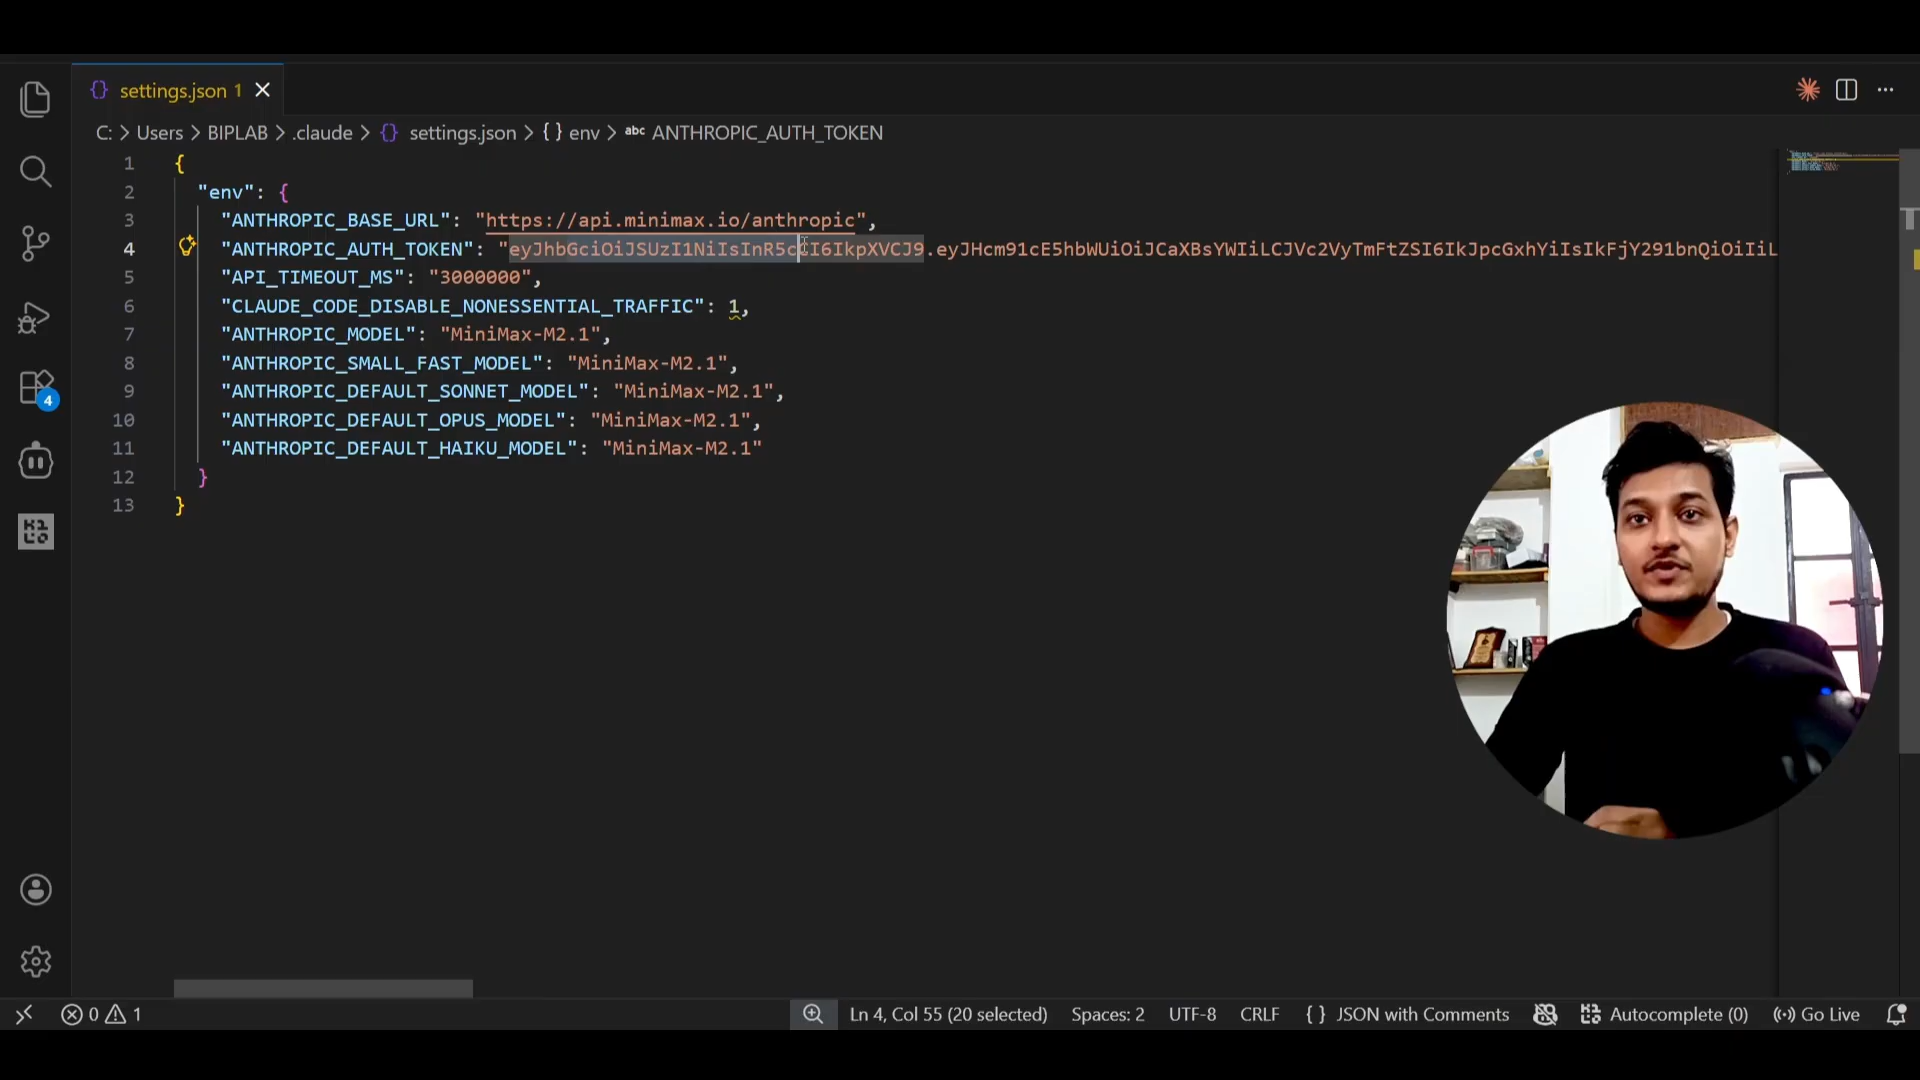 settings.json 1
C: > Users > BIPLAB > .claude > {} settings.json > { } env > abc ANTHROPIC_AUTH_TOKEN
1 {
2 "env": {
3 "ANTHROPIC_BASE_URL": "https://api.minimax.io/anthropic",
4 "ANTHROPIC_AUTH_TOKEN": "eyJhbGciOiJSUzI1NiIsInR5cCI6IkpXVCJ9.eyJHcm91cE5hbWUiOiJCaXBsYWIiLCJVc2VyTmFtZSI6IkJpcGxhYiIsIkFjY291bnQiOiIiL
5 "API_TIMEOUT_MS": "3000000",
6 "CLAUDE_CODE_DISABLE_NONESSENTIAL_TRAFFIC": 1,
7 "ANTHROPIC_MODEL": "MiniMax-M2.1",
8 "ANTHROPIC_SMALL_FAST_MODEL": "MiniMax-M2.1",
9 "ANTHROPIC_DEFAULT_SONNET_MODEL": "MiniMax-M2.1",
10 "ANTHROPIC_DEFAULT_OPUS_MODEL": "MiniMax-M2.1",
11 "ANTHROPIC_DEFAULT_HAIKU_MODEL": "MiniMax-M2.1"
12 }
13 }
4
0 1 Ln 4, Col 55 (20 selected) Spaces: 2 UTF-8 CRLF { } JSON with Comments Autocomplete (0) Go Live